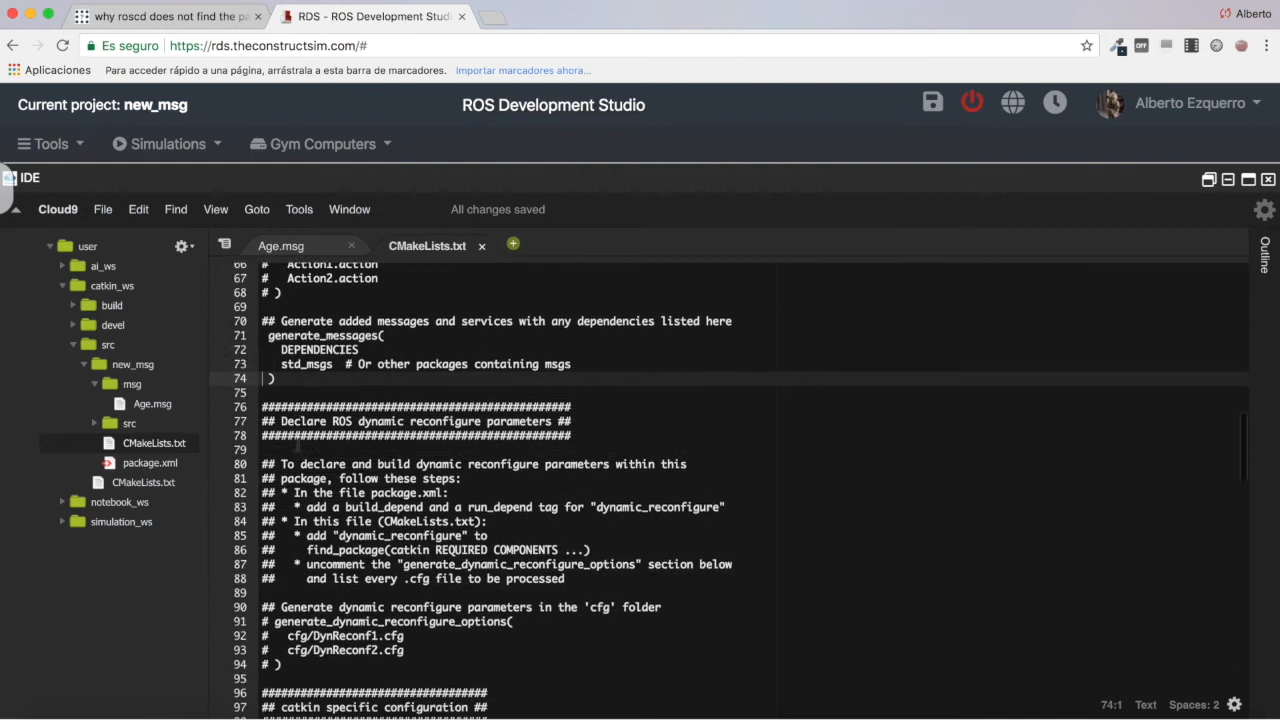 why roscd does not find the pa
RDS - ROS Development Studi
Alberto
Es seguro
https://rds.theconstructsim.com/#
Aplicaciones
Para acceder rápido a una página, arrástrala a esta barra de marcadores.
Importar marcadores ahora...
Current project: new_msg
ROS Development Studio
Alberto Ezquerro
Tools
Simulations
Gym Computers
IDE
Cloud9 File Edit Find View Goto Tools Window
All changes saved
user
ai_ws
catkin_ws
build
devel
src
new_msg
msg
Age.msg
src
CMakeLists.txt
package.xml
CMakeLists.txt
notebook_ws
simulation_ws
Age.msg
CMakeLists.txt
Outline
66 # Action1.action
67 # Action2.action
68 # )
69
70 ## Generate added messages and services with any dependencies listed here
71 generate_messages(
72 DEPENDENCIES
73 std_msgs # Or other packages containing msgs
74 )
75
76 ################################################
77 ## Declare ROS dynamic reconfigure parameters ##
78 ################################################
79
80 ## To declare and build dynamic reconfigure parameters within this
81 ## package, follow these steps:
82 ## * In the file package.xml:
83 ## * add a build_depend and a run_depend tag for "dynamic_reconfigure"
84 ## * In this file (CMakeLists.txt):
85 ## * add "dynamic_reconfigure" to
86 ## find_package(catkin REQUIRED COMPONENTS ...)
87 ## * uncomment the "generate_dynamic_reconfigure_options" section below
88 ## and list every .cfg file to be processed
89
90 ## Generate dynamic reconfigure parameters in the 'cfg' folder
91 # generate_dynamic_reconfigure_options(
92 # cfg/DynReconf1.cfg
93 # cfg/DynReconf2.cfg
94 # )
95
96 ###################################
97 ## catkin specific configuration ##
74:1 Text Spaces: 2